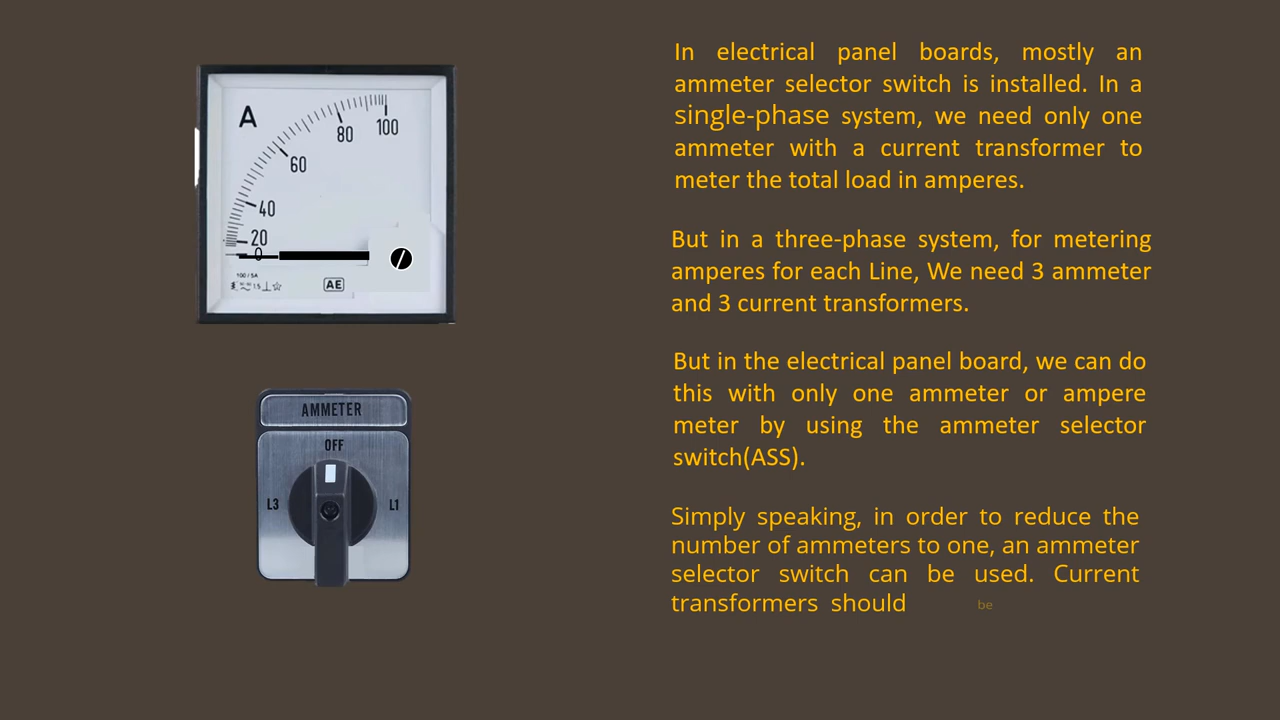 A
100
80
60
40
20
0
100 / 5A
1.5
AE
AMMETER
OFF
L3
L1
In electrical panel boards, mostly an
ammeter selector switch is installed. In a
single-phase system, we need only one
ammeter with a current transformer to
meter the total load in amperes.
But in a three-phase system, for metering
amperes for each Line, We need 3 ammeter
and 3 current transformers.
But in the electrical panel board, we can do
this with only one ammeter or ampere
meter by using the ammeter selector
switch(ASS).
Simply speaking, in order to reduce the
number of ammeters to one, an ammeter
selector switch can be used. Current
transformers should be